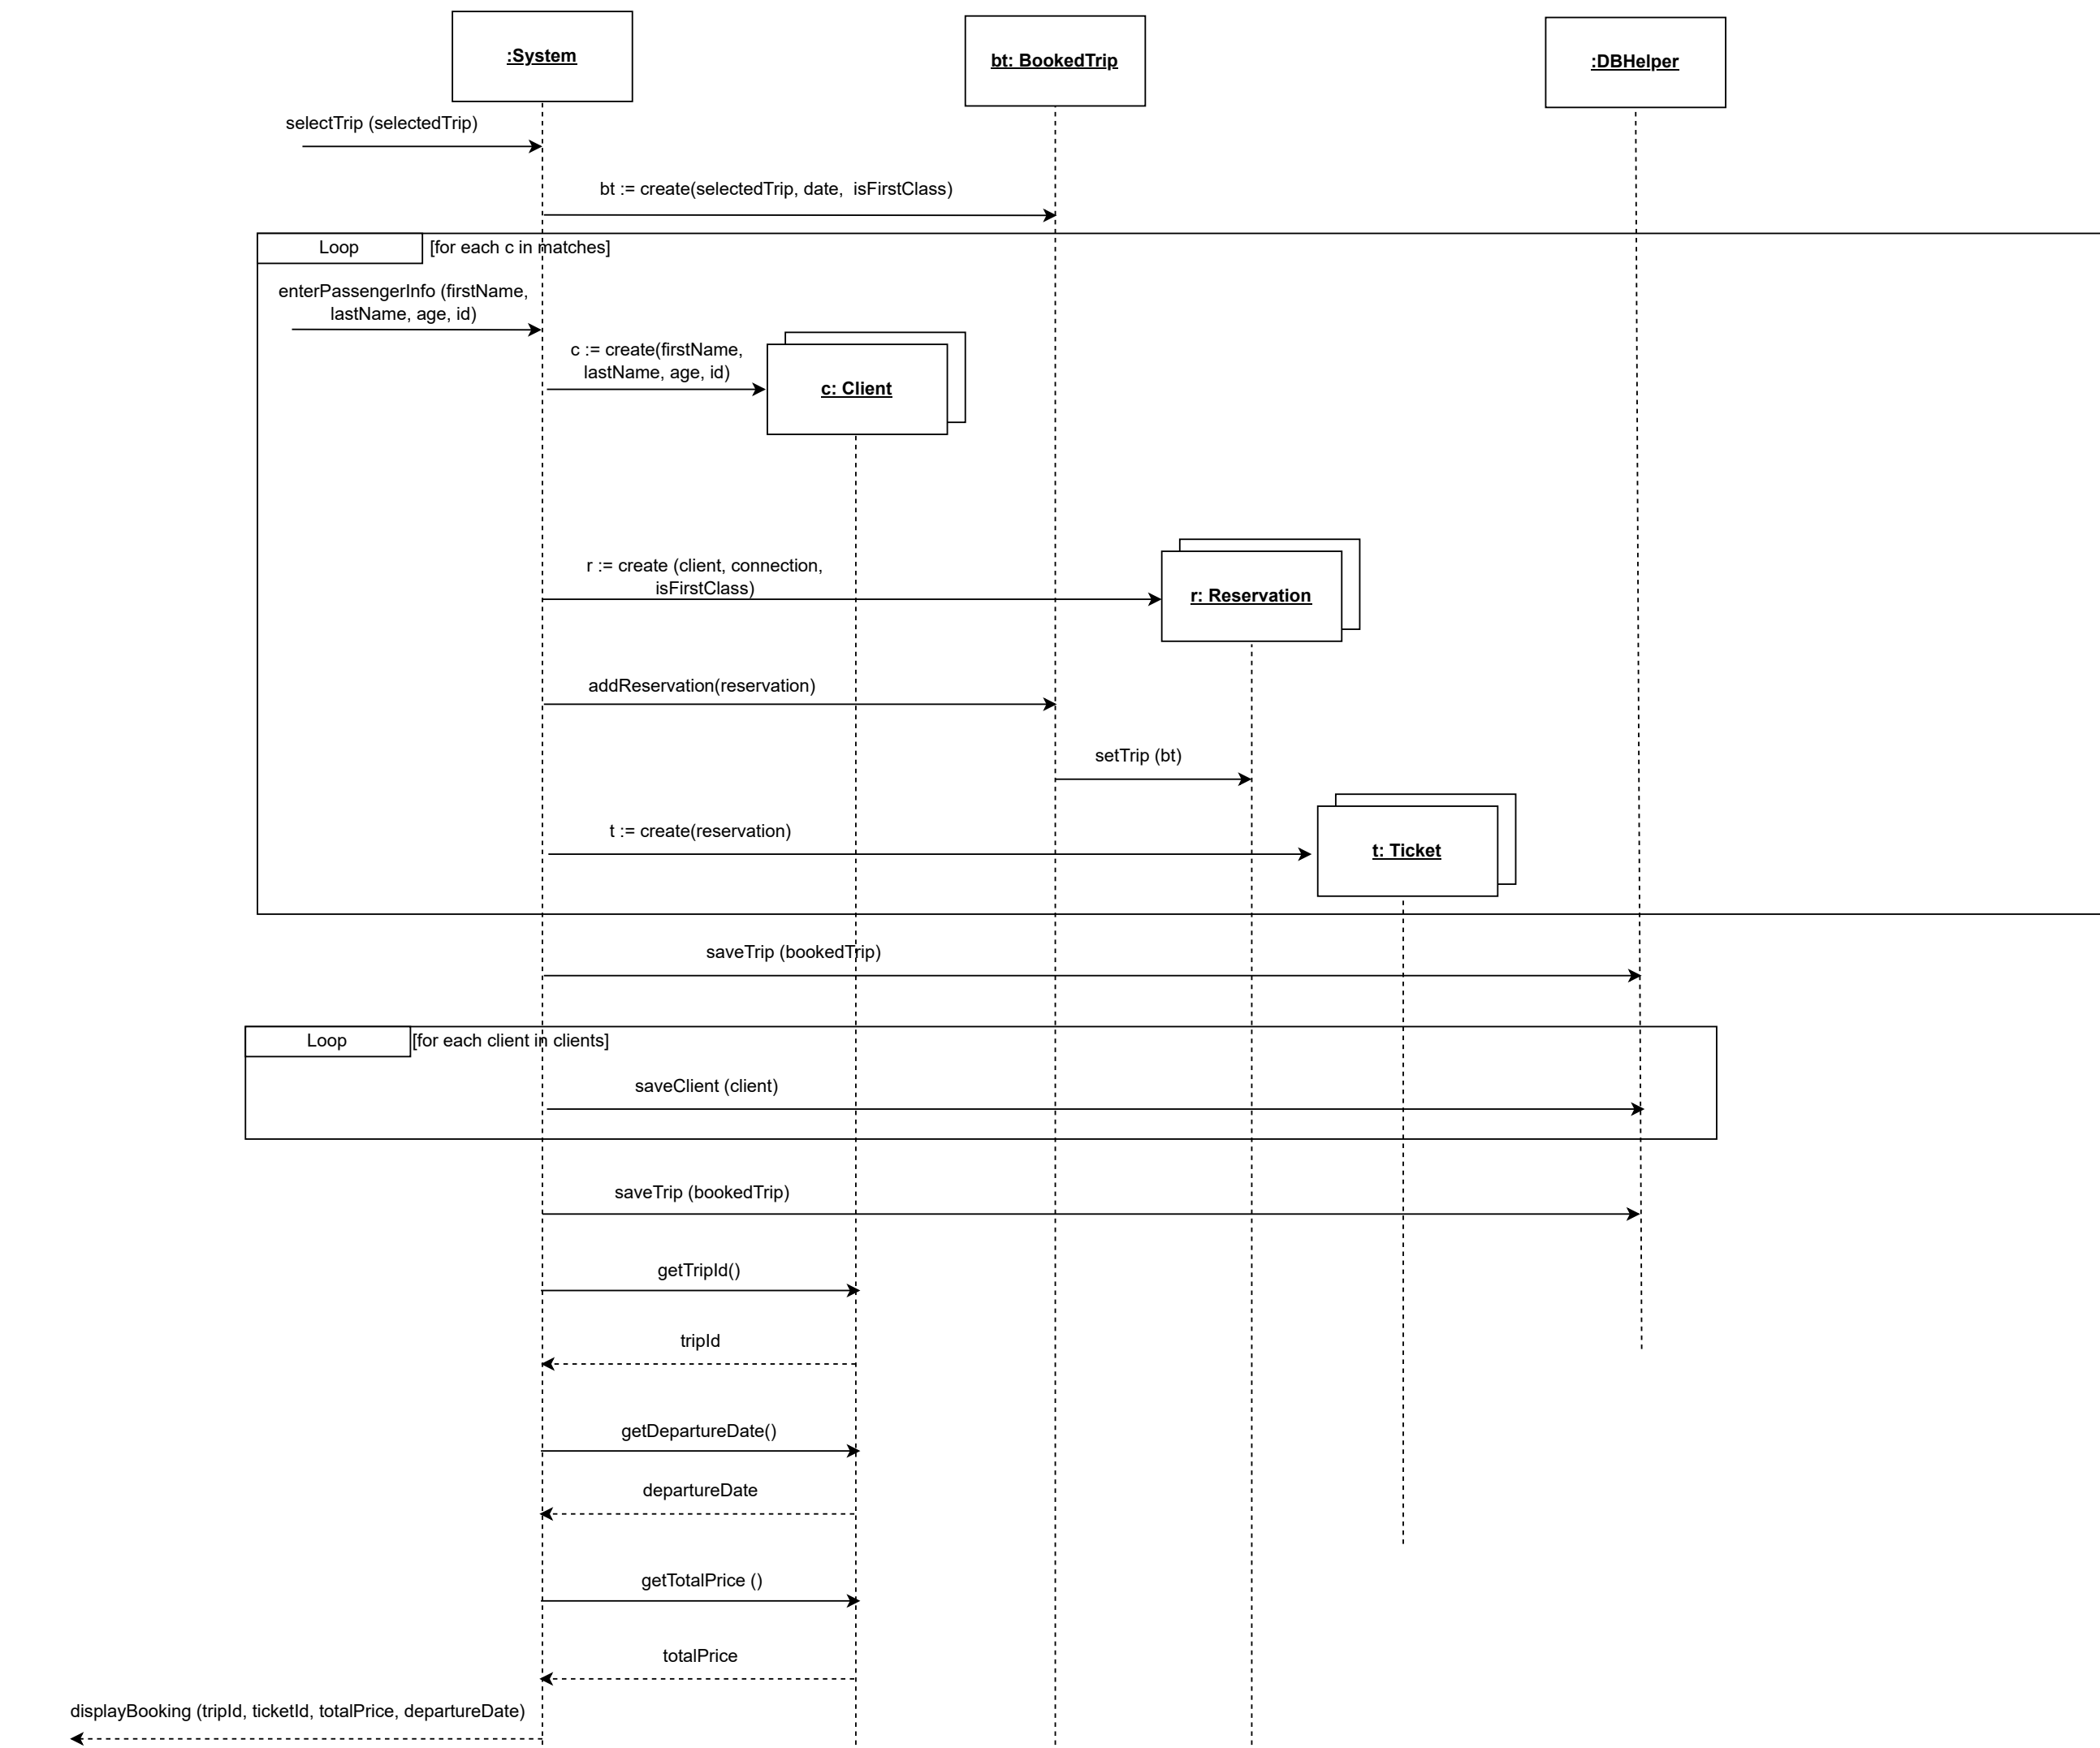 :System
bt: BookedTrip
:DBHelper
selectTrip (selectedTrip)
bt := create(selectedTrip, date,  isFirstClass)
Loop
[for each c in matches]
enterPassengerInfo (firstName,
lastName, age, id)
c := create(firstName,
lastName, age, id)
c: Client
r := create (client, connection,
isFirstClass)
r: Reservation
addReservation(reservation)
setTrip (bt)
t := create(reservation)
t: Ticket
saveTrip (bookedTrip)
Loop
[for each client in clients]
saveClient (client)
saveTrip (bookedTrip)
getTripId()
tripId
getDepartureDate()
departureDate
getTotalPrice ()
totalPrice
displayBooking (tripId, ticketId, totalPrice, departureDate)